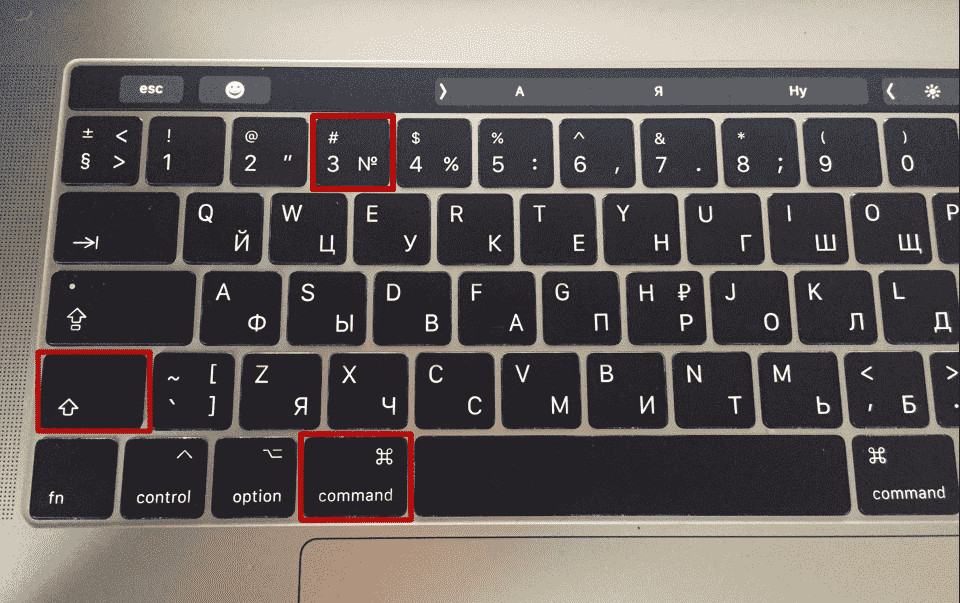 esc А Я Ну
± < ! @ # $ % ^ & * ( )
§ > 1 2 " 3 № 4 % 5 : 6 , 7 . 8 ; 9 0
Q W E R T Y U I O P
Й Ц У К Е Н Г Ш Щ
A S D F G H ₽ J K L
Ф Ы В А П Р О Л Д
~ [ Z X C V B N M < >
` ] Я Ч С М И Т Ь , Б .
fn control option command command